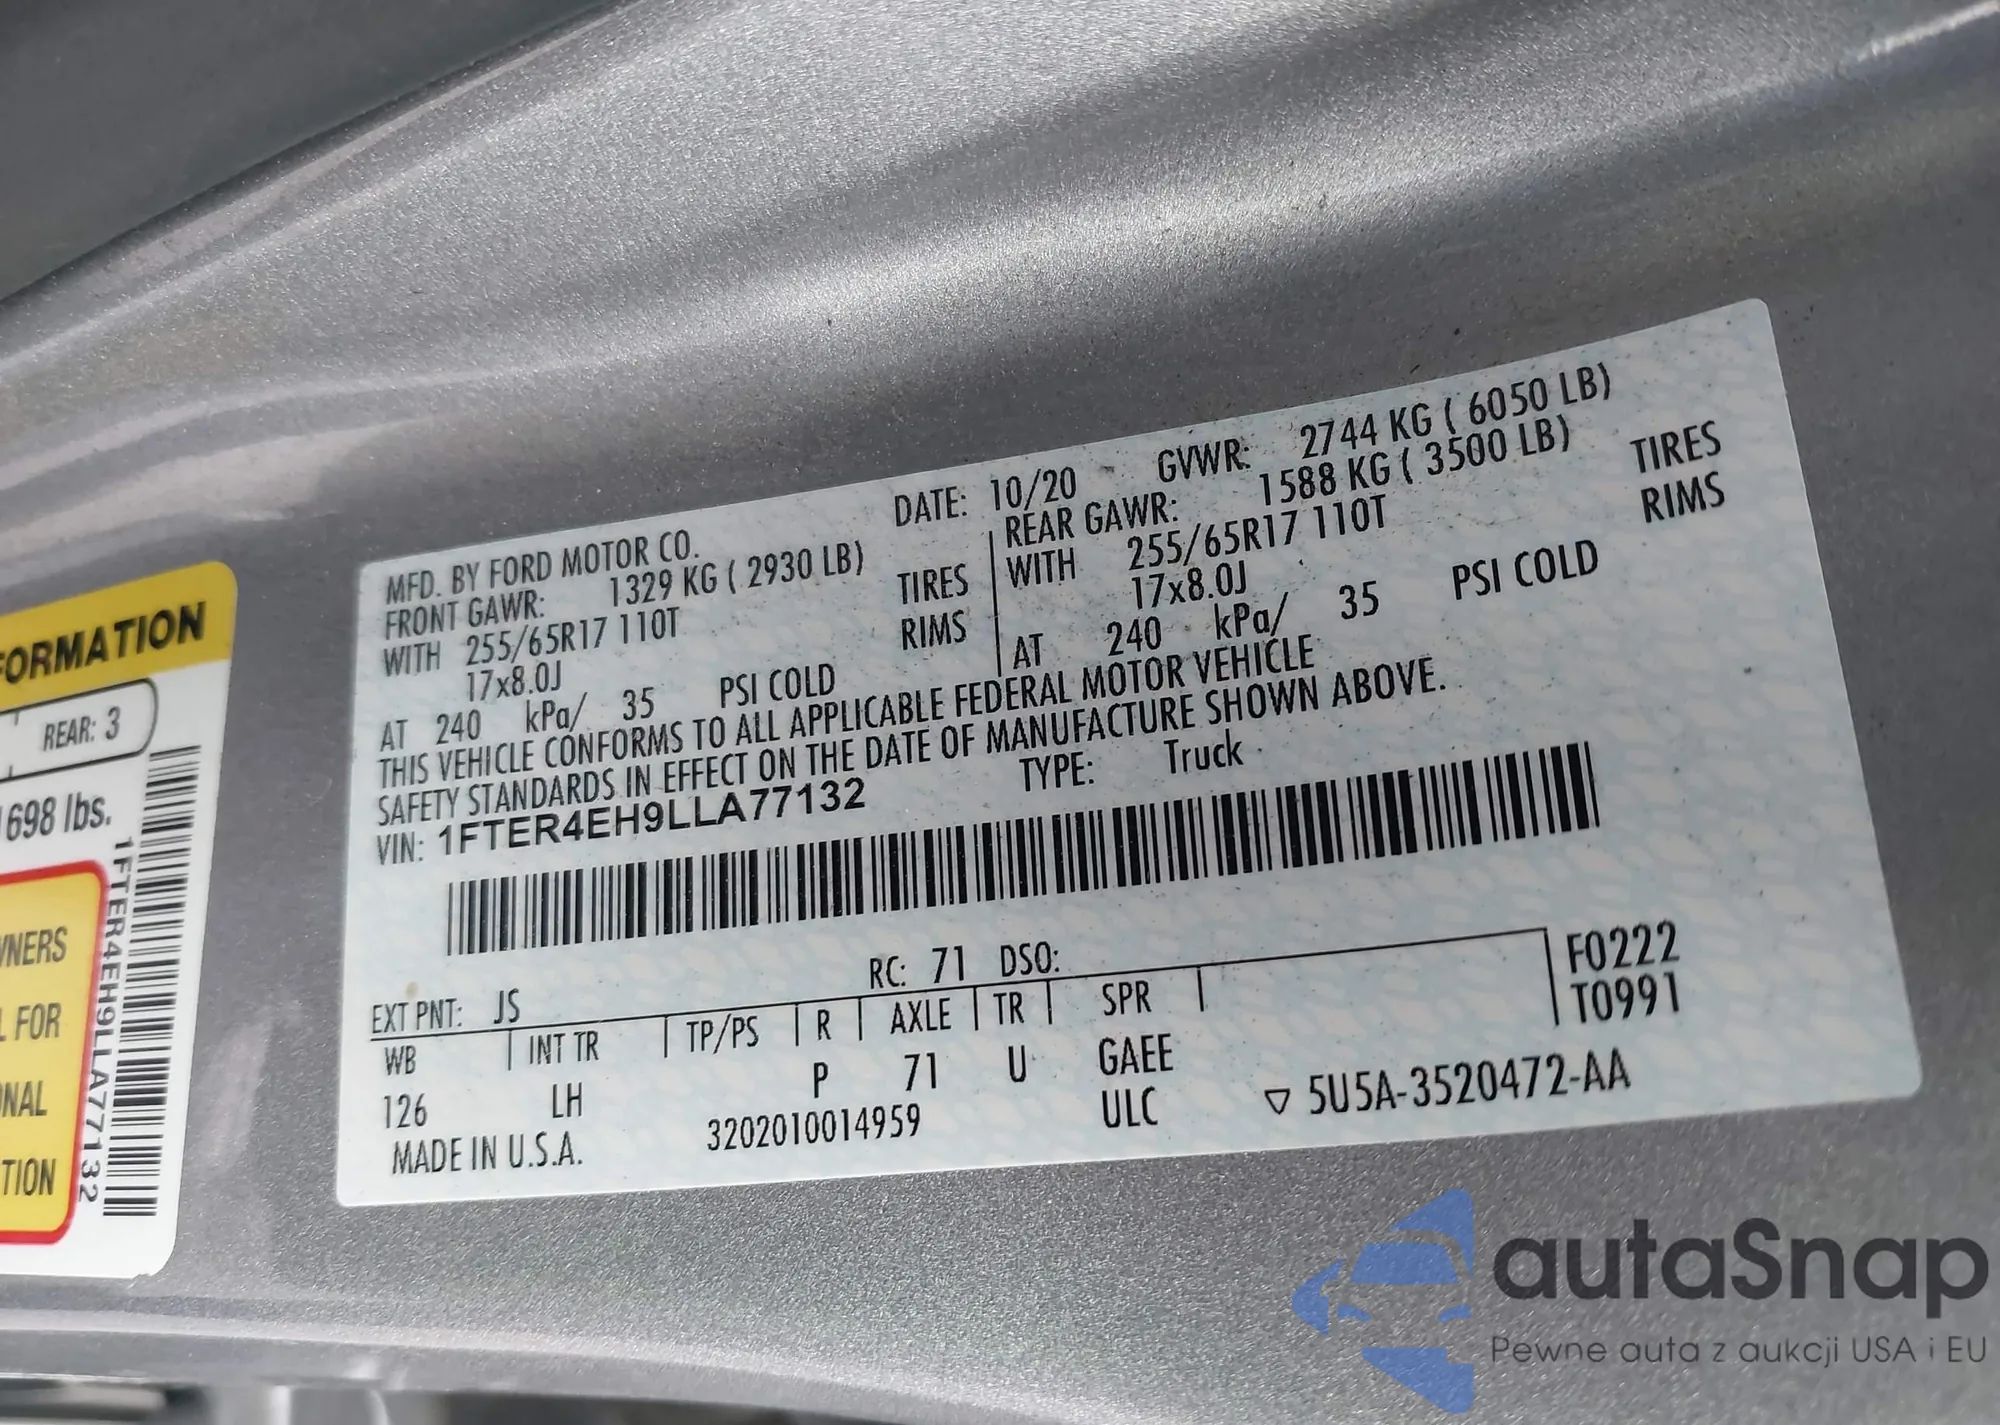 FORMATION
REAR: 3
1698 lbs.
WNERS
L FOR
ONAL
TION
1FTER4EH9LLA77132
MFD. BY FORD MOTOR CO.
DATE: 10/20 GVWR: 2744 KG ( 6050 LB)
FRONT GAWR: 1329 KG ( 2930 LB)
WITH 255/65R17 110T TIRES
17x8.0J RIMS
AT 240 kPa/ 35 PSI COLD
REAR GAWR: 1588 KG ( 3500 LB)
WITH 255/65R17 110T TIRES
17x8.0J RIMS
AT 240 kPa/ 35 PSI COLD
THIS VEHICLE CONFORMS TO ALL APPLICABLE FEDERAL MOTOR VEHICLE
SAFETY STANDARDS IN EFFECT ON THE DATE OF MANUFACTURE SHOWN ABOVE.
VIN: 1FTER4EH9LLA77132 TYPE: Truck
EXT PNT: JS RC: 71 DSO:
WB INT TR TP/PS R AXLE TR SPR
126 LH P 71 U GAEE
ULC
F0222
T0991
MADE IN U.S.A. 3202010014959
▽ 5U5A-3520472-AA
autaSnap
Pewne auta z aukcji USA i EU